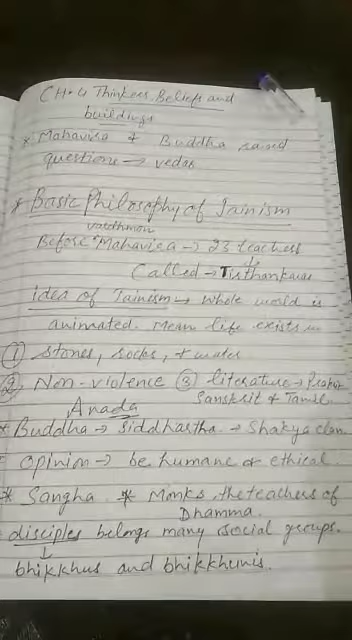 CH.4 Thinkers Beliefs and
buildings
* Mahavira & Buddha raised
questions → vedas
* Basic Philosophy of Jainism
vardhman
Before Mahavira → 23 teachers
Called → Tirthankaras
idea of Jainism → Whole world is
animated. Mean life exists in
① stones, rocks, & water
② Non-violence ③ literature → Prakrit
Sanskrit & Tamil
Ananda
* Buddha → Siddhartha → Shakya clan
opinion → be humane & ethical.
* Sangha * Monks, the teachers of
Dhamma.
disciples belongs many social groups.
↓
bhikkhus and bhikkhunis.